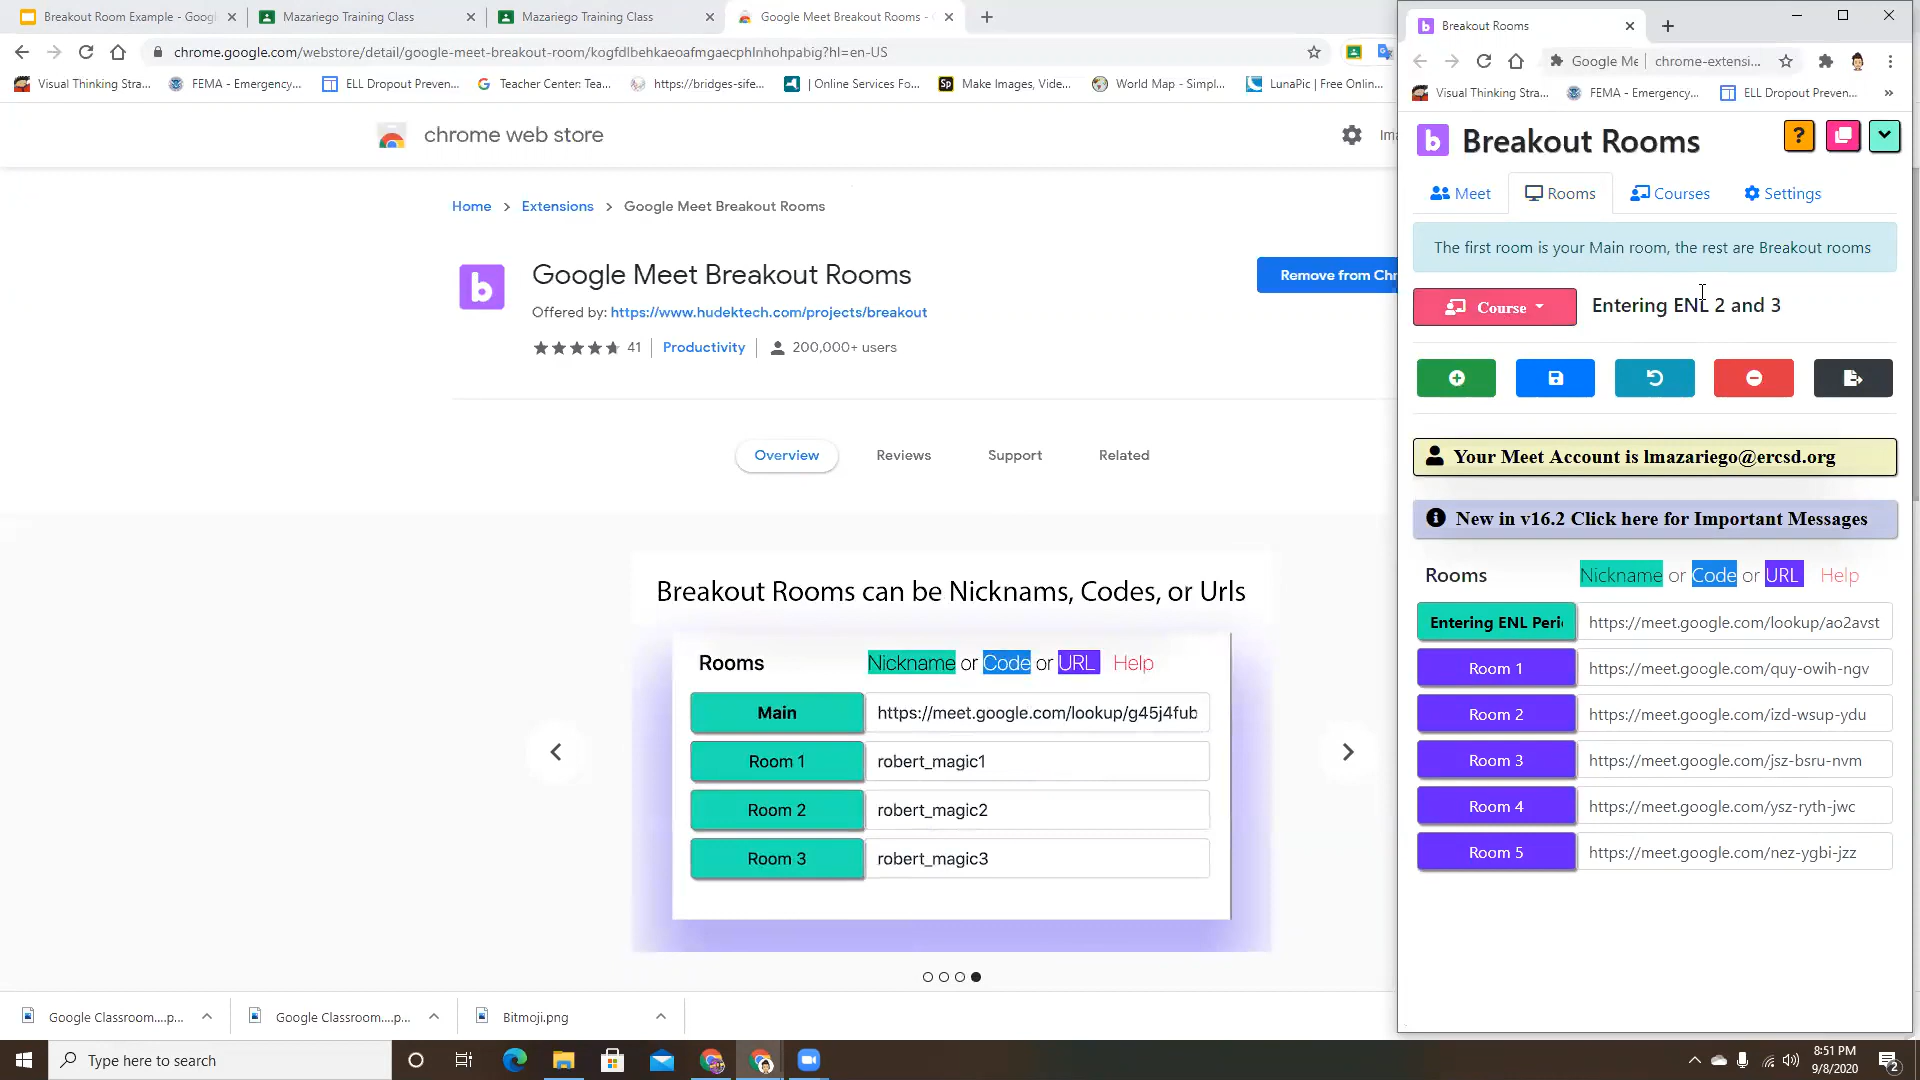 Breakout Room Example - Goog
Mazariego Training Class
Mazariego Training Class
Google Meet Breakout Rooms -
chrome.google.com/webstore/detail/google-meet-breakout-room/kogfdlbehkaeoafmgaecphlnhohpabig?hl=en-US
Visual Thinking Stra...
FEMA - Emergency...
ELL Dropout Preven...
Teacher Center: Tea...
https://bridges-sife...
| Online Services Fo...
Make Images, Vide...
World Map - Simpl...
LunaPic | Free Onlin...
chrome web store
Home > Extensions > Google Meet Breakout Rooms
Google Meet Breakout Rooms
Remove from Chr
Offered by: https://www.hudektech.com/projects/breakout
41
Productivity
200,000+ users
Overview
Reviews
Support
Related
Breakout Rooms can be Nicknams, Codes, or Urls
Rooms Nickname or Code or URL Help
Main https://meet.google.com/lookup/g45j4fub
Room 1 robert_magic1
Room 2 robert_magic2
Room 3 robert_magic3
Google Classroom....p...
Google Classroom....p...
Bitmoji.png
Breakout Rooms
Google Me
chrome-extensi...
Visual Thinking Stra...
FEMA - Emergency...
ELL Dropout Preven...
»
b Breakout Rooms
?
Meet
Rooms
Courses
Settings
The first room is your Main room, the rest are Breakout rooms
Course Entering ENL 2 and 3
Your Meet Account is lmazariego@ercsd.org
New in v16.2 Click here for Important Messages
Rooms Nickname or Code or URL Help
Entering ENL Peri https://meet.google.com/lookup/ao2avst
Room 1 https://meet.google.com/quy-owih-ngv
Room 2 https://meet.google.com/izd-wsup-ydu
Room 3 https://meet.google.com/jsz-bsru-nvm
Room 4 https://meet.google.com/ysz-ryth-jwc
Room 5 https://meet.google.com/nez-ygbi-jzz
Type here to search
8:51 PM
9/8/2020
2